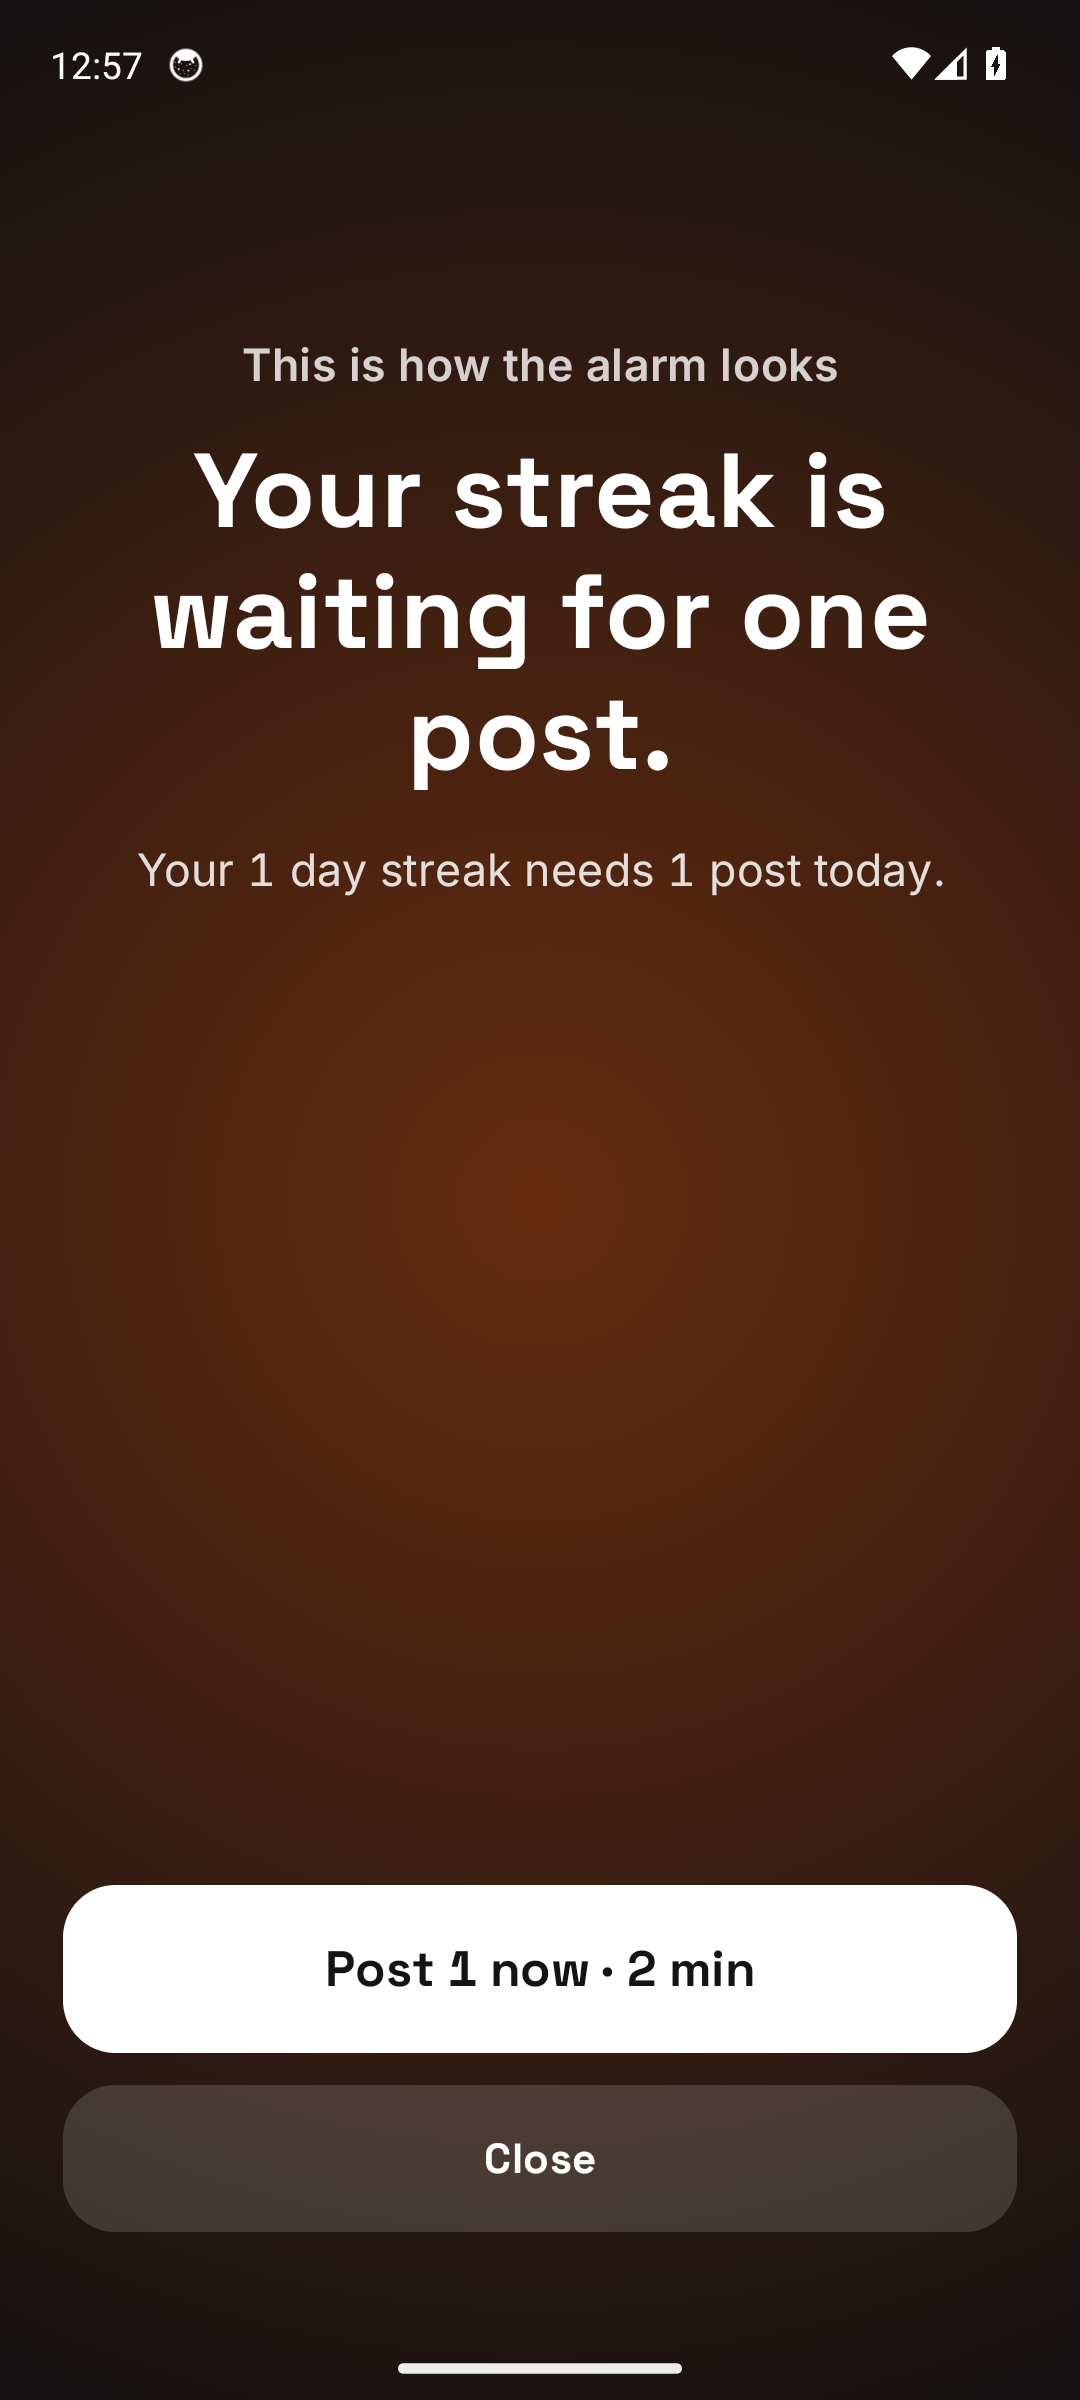 12:57
This is how the alarm looks
Your streak is
waiting for one
post.
Your 1 day streak needs 1 post today.
Post 1 now · 2 min
Close